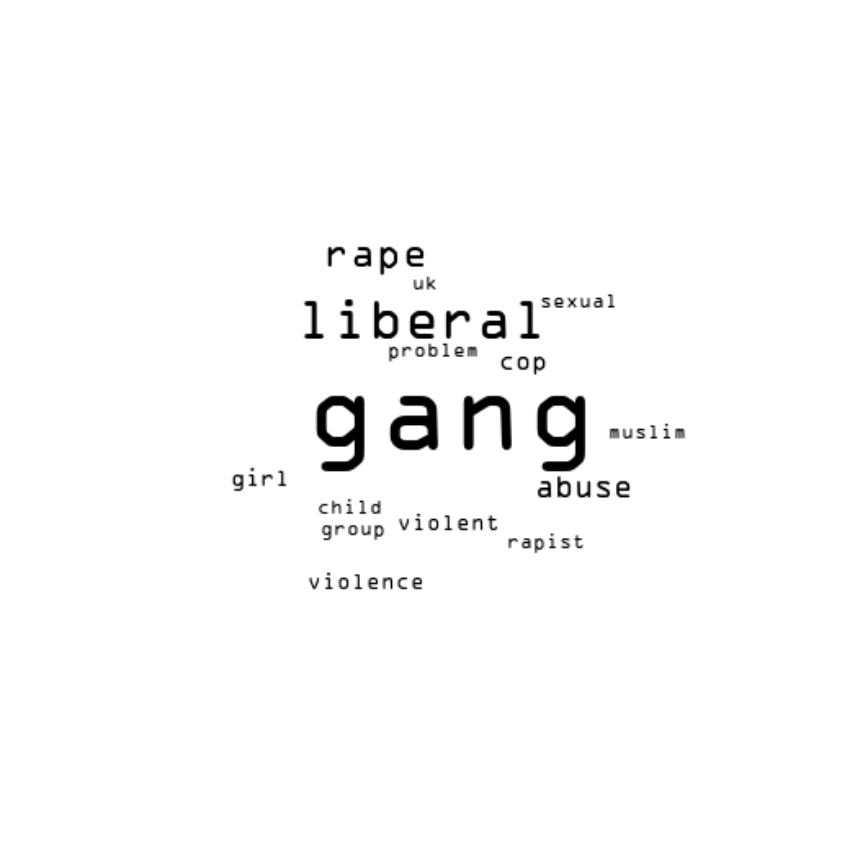 rape
uk
sexual
liberal
problem
cop
gang
muslim
girl
abuse
child
violent
group
rapist
violence